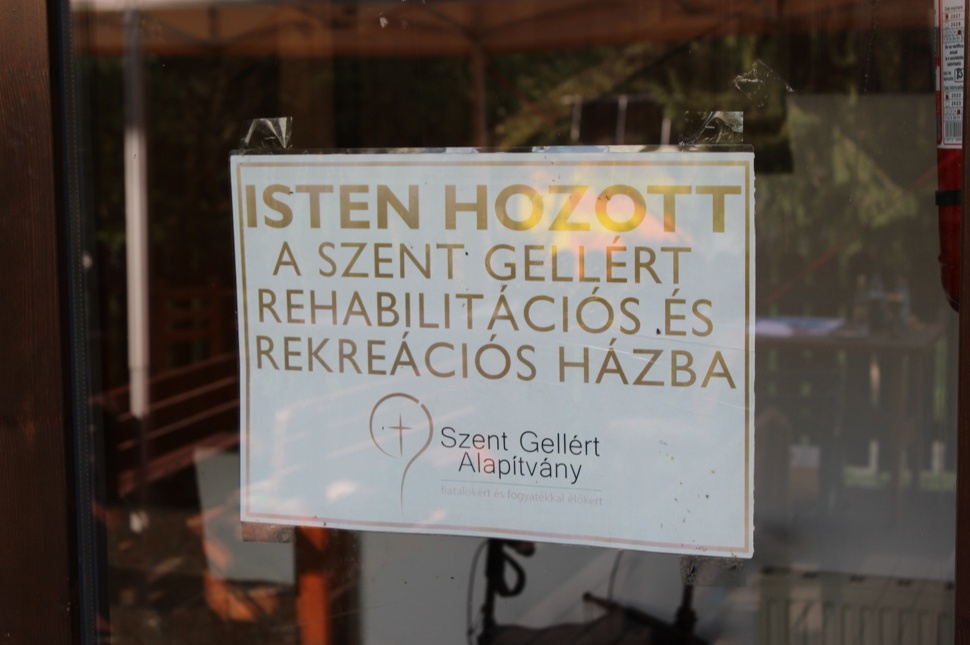 ISTEN HOZOTT
A SZENT GELLÉRT
REHABILITÁCIÓS ÉS
REKREÁCIÓS HÁZBA
Szent Gellért
Alapítvány
fiatalokért és fogyatékkal élőkért